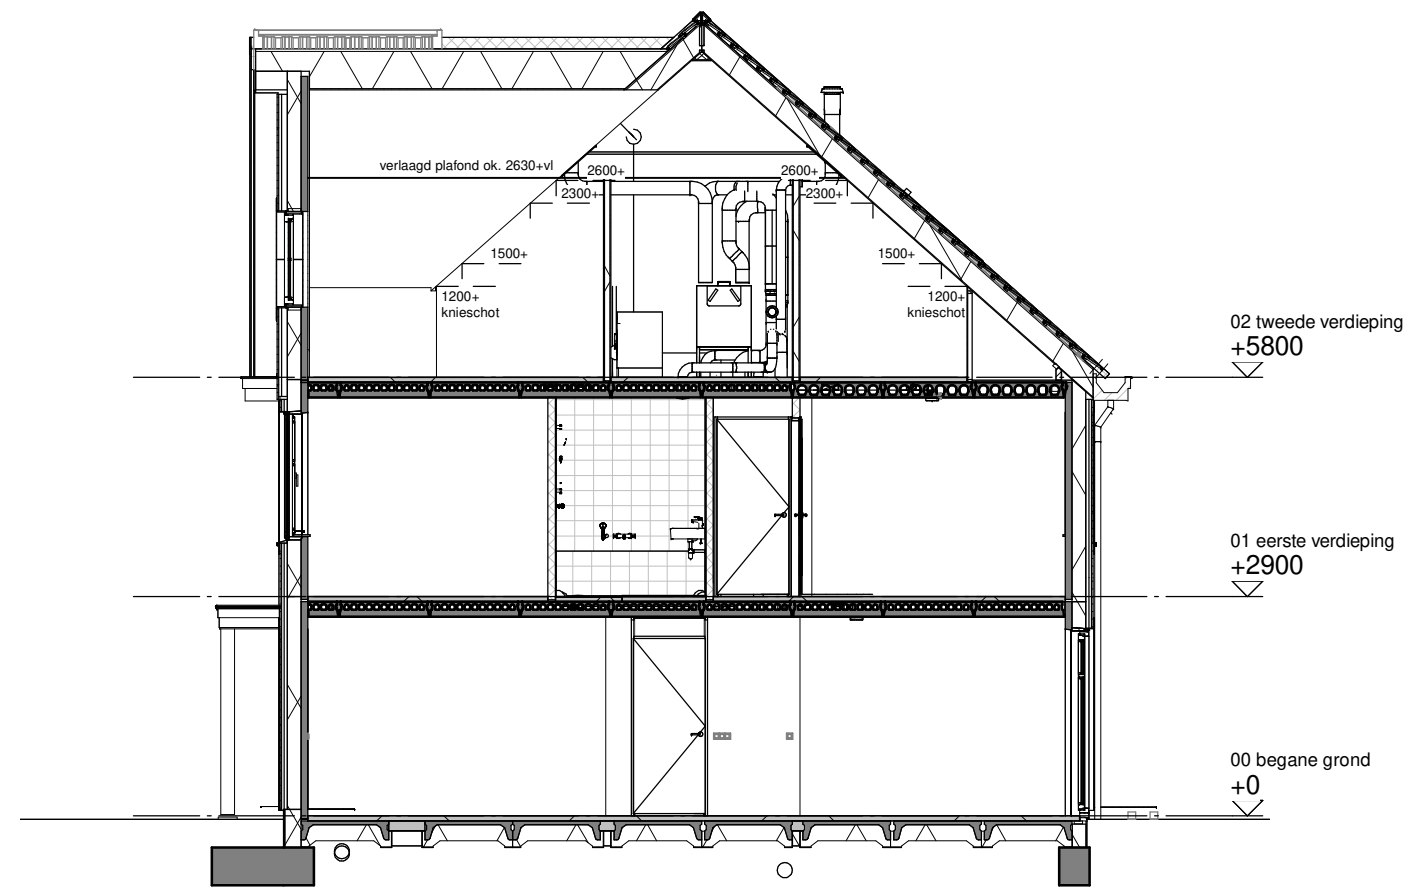 verlaagd plafond ok. 2630+vl
2600+
2600+
2300+
2300+
1500+
1500+
1200+
knieschot
1200+
knieschot
02 tweede verdieping
+5800
01 eerste verdieping
+2900
00 begane grond
+0